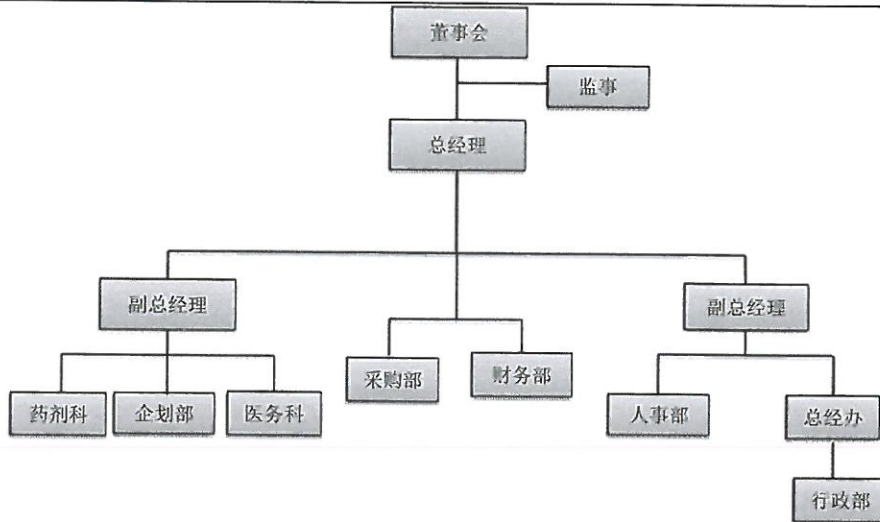 董事会
监事
总经理
副总经理
副总经理
采购部
财务部
药剂科
企划部
医务科
人事部
总经办
行政部